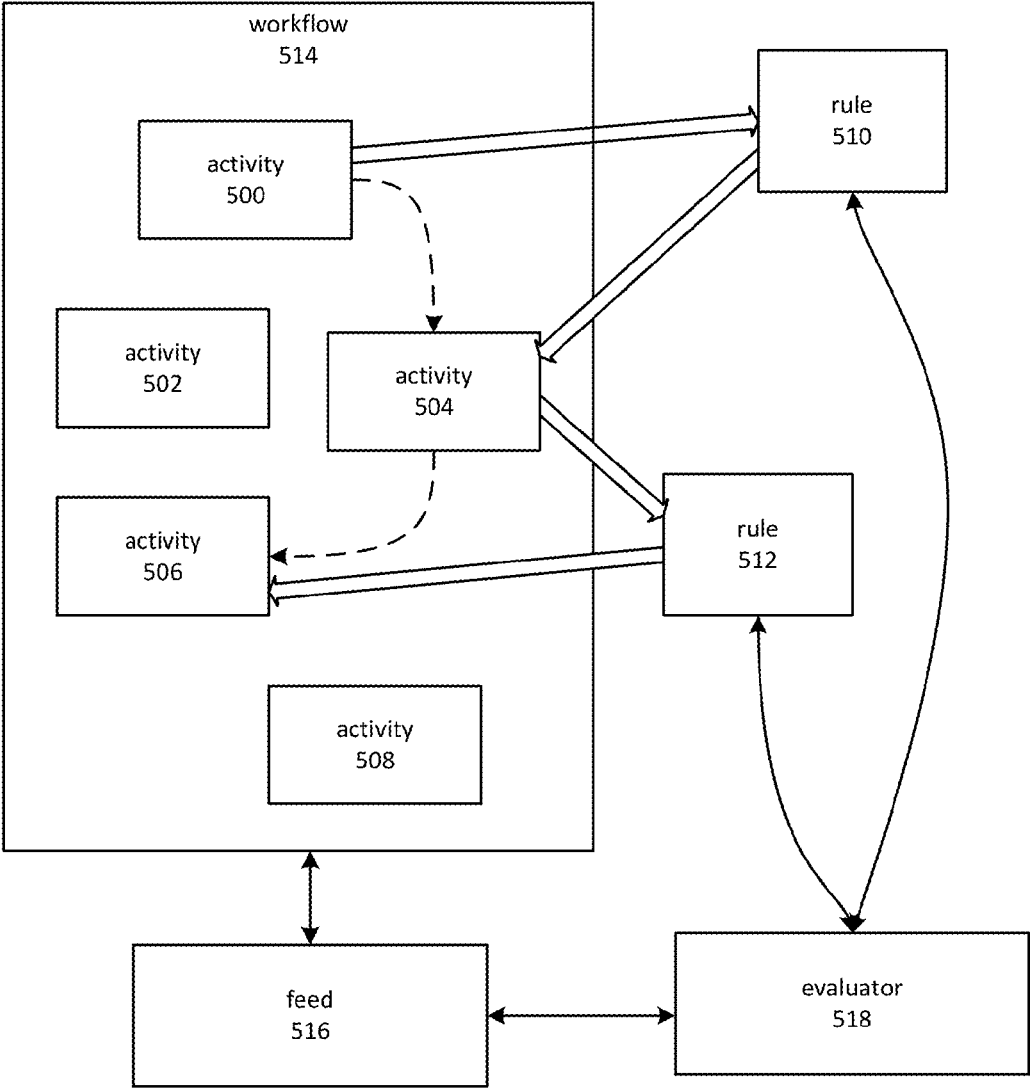 workflow
514
rule
510
activity
500
activity
502
activity
504
activity
506
rule
512
activity
508
feed
516
evaluator
518